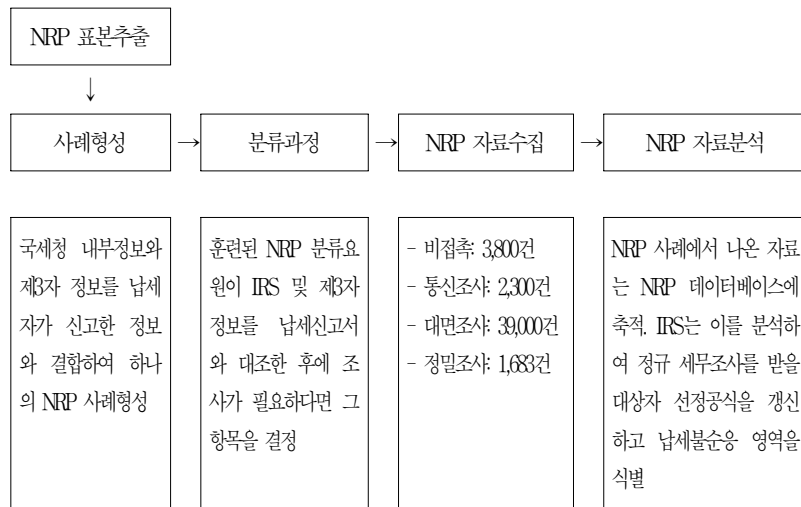 NRP 표본추출
↓
사례형성 → 분류과정 → NRP 자료수집 → NRP 자료분석
국세청 내부정보와
제3자 정보를 납세
자가 신고한 정보
와 결합하여 하나
의 NRP 사례형성
훈련된 NRP 분류요
원이 IRS 및 제3자
정보를 납세신고서
와 대조한 후에 조
사가 필요하다면 그
항목을 결정
- 비접촉: 3,800건
- 통신조사: 2,300건
- 대면조사: 39,000건
- 정밀조사: 1,683건
NRP 사례에서 나온 자료
는 NRP 데이터베이스에
축적. IRS는 이를 분석하
여 정규 세무조사를 받을
대상자 선정공식을 갱신
하고 납세불순응 영역을
식별